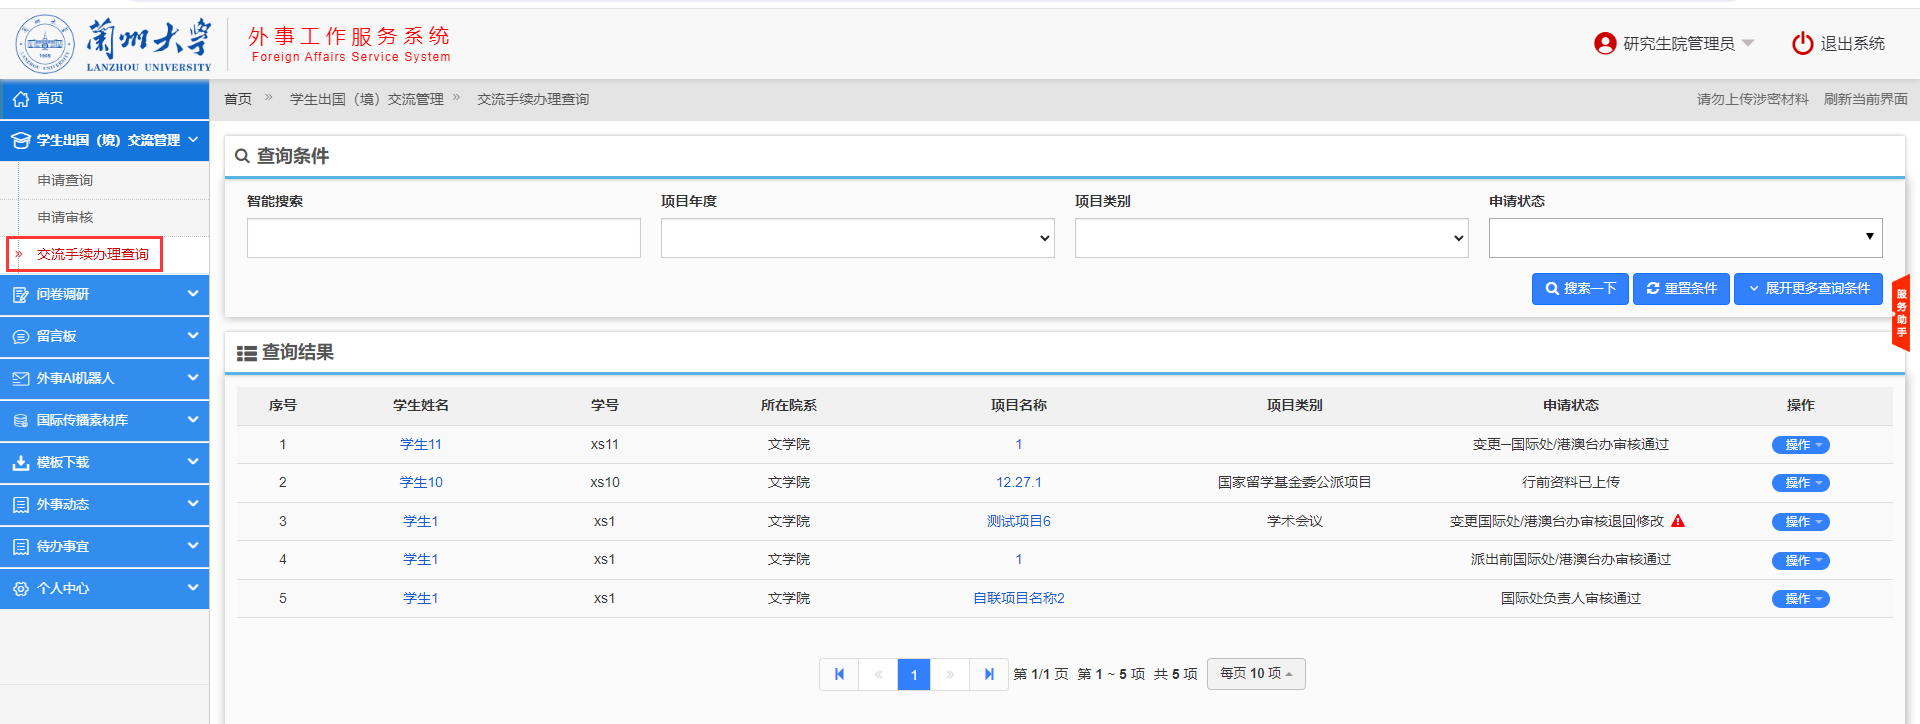 兰州大学
LANZHOU UNIVERSITY
1909
外事工作服务系统
Foreign Affairs Service System
研究生院管理员
退出系统
首页
学生出国（境）交流管理
申请查询
申请审核
» 交流手续办理查询
问卷调研
留言板
外事AI机器人
国际传播素材库
模板下载
外事动态
待办事宜
个人中心
首页 » 学生出国（境）交流管理 » 交流手续办理查询
请勿上传涉密材料 刷新当前界面
查询条件
智能搜索 项目年度 项目类别 申请状态
搜索一下 重置条件 展开更多查询条件
服务助手
查询结果
序号 学生姓名 学号 所在院系 项目名称 项目类别 申请状态 操作
1 学生11 xs11 文学院 1 变更—国际处/港澳台办审核通过 操作
2 学生10 xs10 文学院 12.27.1 国家留学基金委公派项目 行前资料已上传 操作
3 学生1 xs1 文学院 测试项目6 学术会议 变更国际处/港澳台办审核退回修改 操作
4 学生1 xs1 文学院 1 派出前国际处/港澳台办审核通过 操作
5 学生1 xs1 文学院 自联项目名称2 国际处负责人审核通过 操作
« 1 » 第 1/1 页 第 1 ~ 5 项 共 5 项 每页 10 项